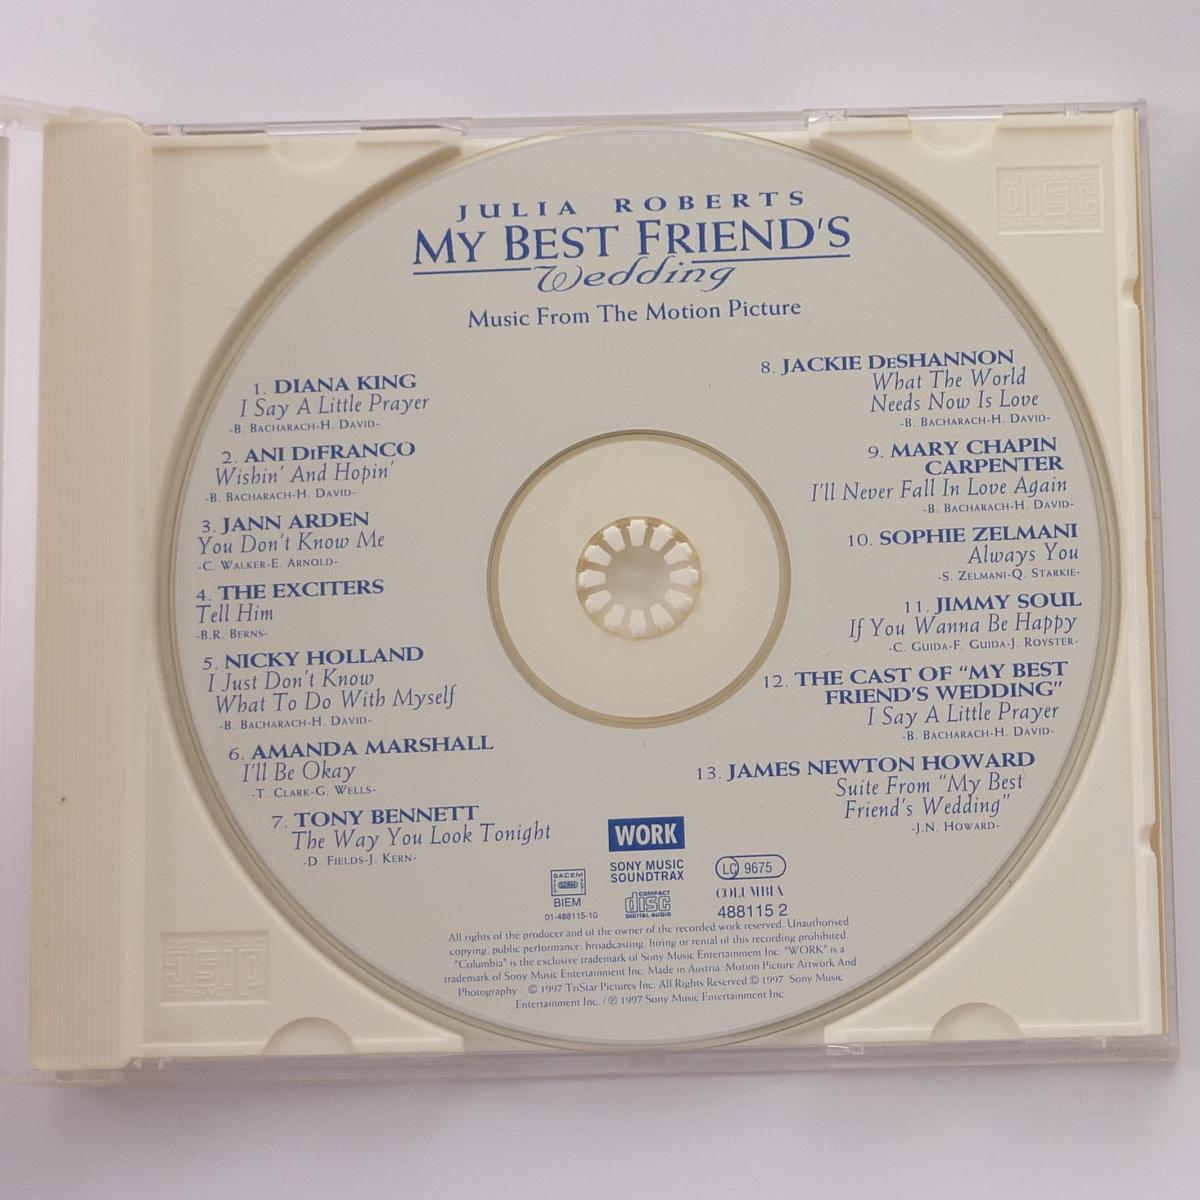 JULIA ROBERTS
MY BEST FRIEND'S
Wedding
Music From The Motion Picture
1. DIANA KING
I Say A Little Prayer
-B. BACHARACH-H. DAVID-
2. ANI DiFRANCO
Wishin' And Hopin'
-B. BACHARACH-H. DAVID-
3. JANN ARDEN
You Don't Know Me
-C. WALKER-E. ARNOLD-
4. THE EXCITERS
Tell Him
-B.R. BERNS-
5. NICKY HOLLAND
I Just Don't Know
What To Do With Myself
-B. BACHARACH-H. DAVID-
6. AMANDA MARSHALL
I'll Be Okay
-T. CLARK-G. WELLS-
7. TONY BENNETT
The Way You Look Tonight
-D. FIELDS-J. KERN-
8. JACKIE DeSHANNON
What The World
Needs Now Is Love
-B. BACHARACH-H. DAVID-
9. MARY CHAPIN
CARPENTER
I'll Never Fall In Love Again
-B. BACHARACH-H. DAVID-
10. SOPHIE ZELMANI
Always You
-S. ZELMANI-Q. STARKIE-
11. JIMMY SOUL
If You Wanna Be Happy
-C. GUIDA-F. GUIDA-J. ROYSTER-
12. THE CAST OF "MY BEST
FRIEND'S WEDDING"
I Say A Little Prayer
-B. BACHARACH-H. DAVID-
13. JAMES NEWTON HOWARD
Suite From "My Best
Friend's Wedding"
-J.N. HOWARD-
WORK
SONY MUSIC
SOUNDTRAX
SACEM
BIEM
01-488115-10
COMPACT
disc
DIGITAL AUDIO
LC 9675
COLUMBIA
488115 2
All rights of the producer and of the owner of the recorded work reserved. Unauthorised
copying, public performance, broadcasting, hiring or rental of this recording prohibited.
"Columbia" is the exclusive trademark of Sony Music Entertainment Inc. "WORK" is a
trademark of Sony Music Entertainment Inc. Made in Austria. Motion Picture Artwork And
Photography © 1997 TriStar Pictures Inc. All Rights Reserved © 1997 Sony Music
Entertainment Inc. / ℗ 1997 Sony Music Entertainment Inc.
disc
disc